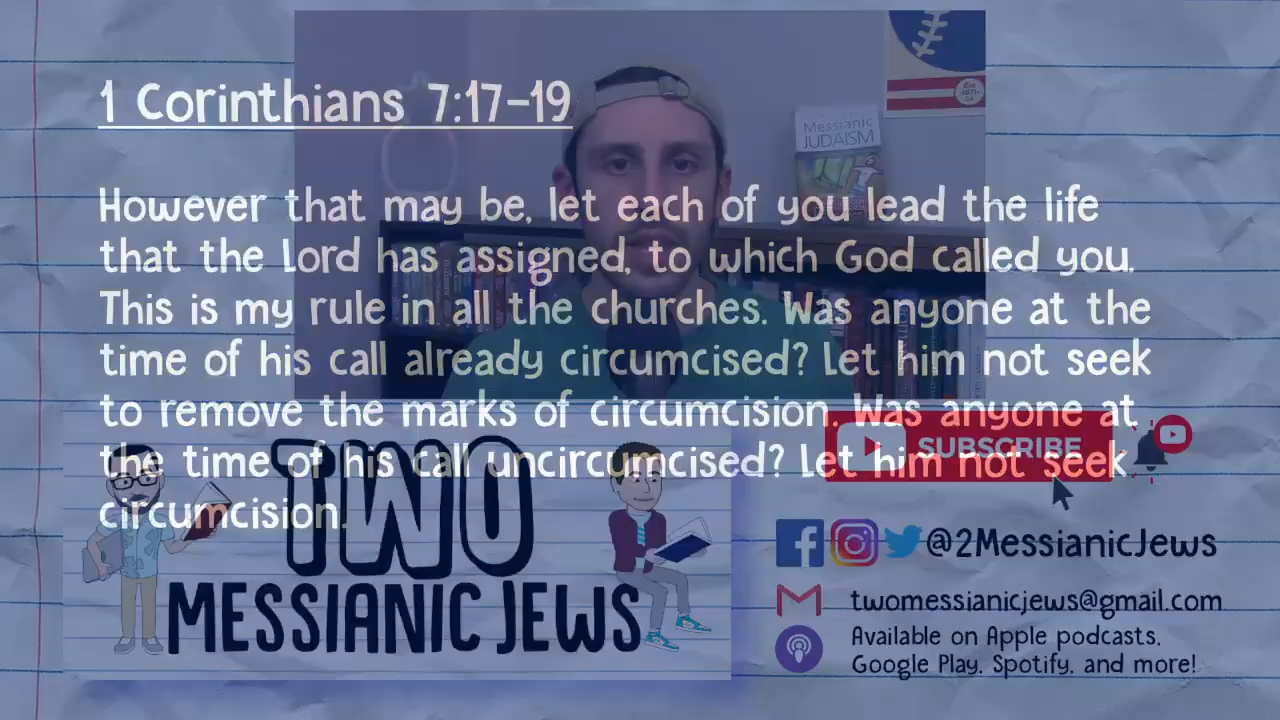 1 Corinthians 7:17-19
Messianic
JUDAISM
However that may be, let each of you lead the life
that the Lord has assigned, to which God called you.
This is my rule in all the churches. Was anyone at the
time of his call already circumcised? Let him not seek
to remove the marks of circumcision. Was anyone at
the time of his call uncircumcised? Let him not seek
circumcision.
SUBSCRIBE
TWO
MESSIANIC JEWS
@2MessianicJews
twomessianicjews@gmail.com
Available on Apple podcasts,
Google Play, Spotify, and more!